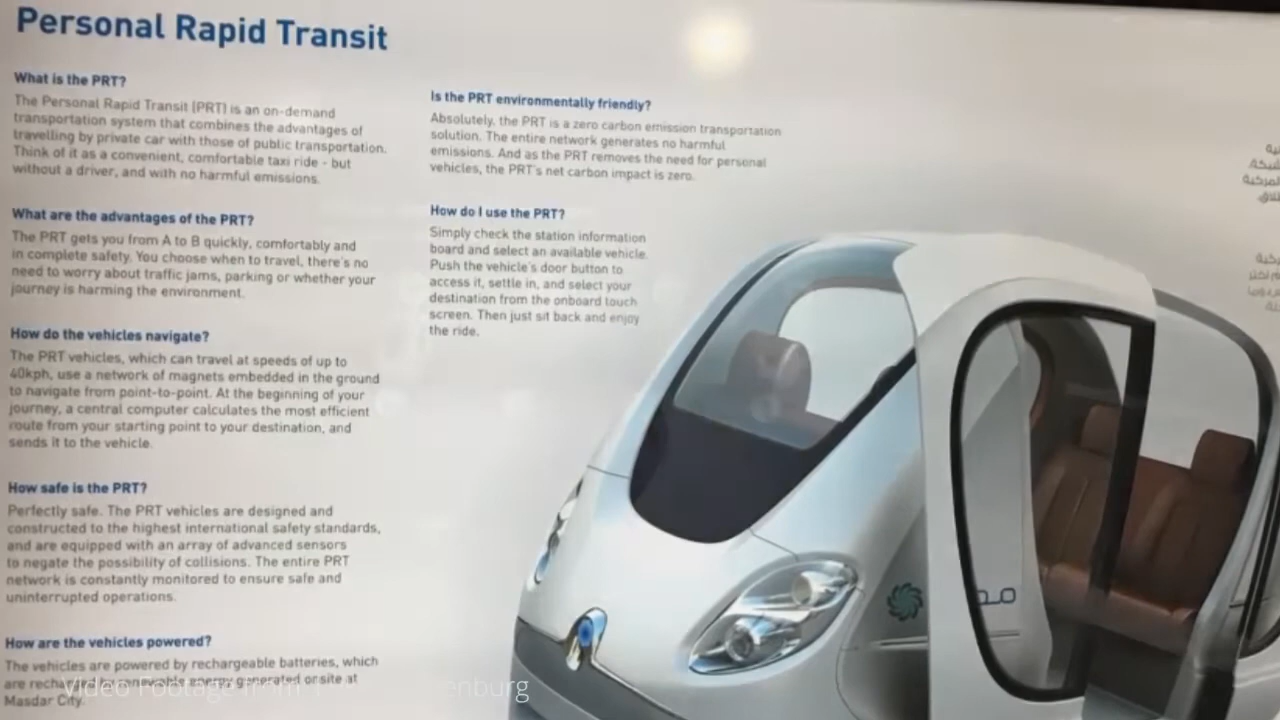 Personal Rapid Transit
What is the PRT?
The Personal Rapid Transit (PRT) is an on-demand
transportation system that combines the advantages of
travelling by private car with those of public transportation.
Think of it as a convenient, comfortable taxi ride - but
without a driver, and with no harmful emissions.
What are the advantages of the PRT?
The PRT gets you from A to B quickly, comfortably and
in complete safety. You choose when to travel, there's no
need to worry about traffic jams, parking or whether your
journey is harming the environment.
How do the vehicles navigate?
The PRT vehicles, which can travel at speeds of up to
40kph, use a network of magnets embedded in the ground
to navigate from point-to-point. At the beginning of your
journey, a central computer calculates the most efficient
route from your starting point to your destination, and
sends it to the vehicle.
How safe is the PRT?
Perfectly safe. The PRT vehicles are designed and
constructed to the highest international safety standards,
and are equipped with an array of advanced sensors
to negate the possibility of collisions. The entire PRT
network is constantly monitored to ensure safe and
uninterrupted operations.
How are the vehicles powered?
The vehicles are powered by rechargeable batteries, which
are recharged by renewable energy generated onsite at
Masdar City.
Is the PRT environmentally friendly?
Absolutely, the PRT is a zero carbon emission transportation
solution. The entire network generates no harmful
emissions. And as the PRT removes the need for personal
vehicles, the PRT's net carbon impact is zero.
How do I use the PRT?
Simply check the station information
board and select an available vehicle.
Push the vehicle's door button to
access it, settle in, and select your
destination from the onboard touch
screen. Then just sit back and enjoy
the ride.
Video Footage